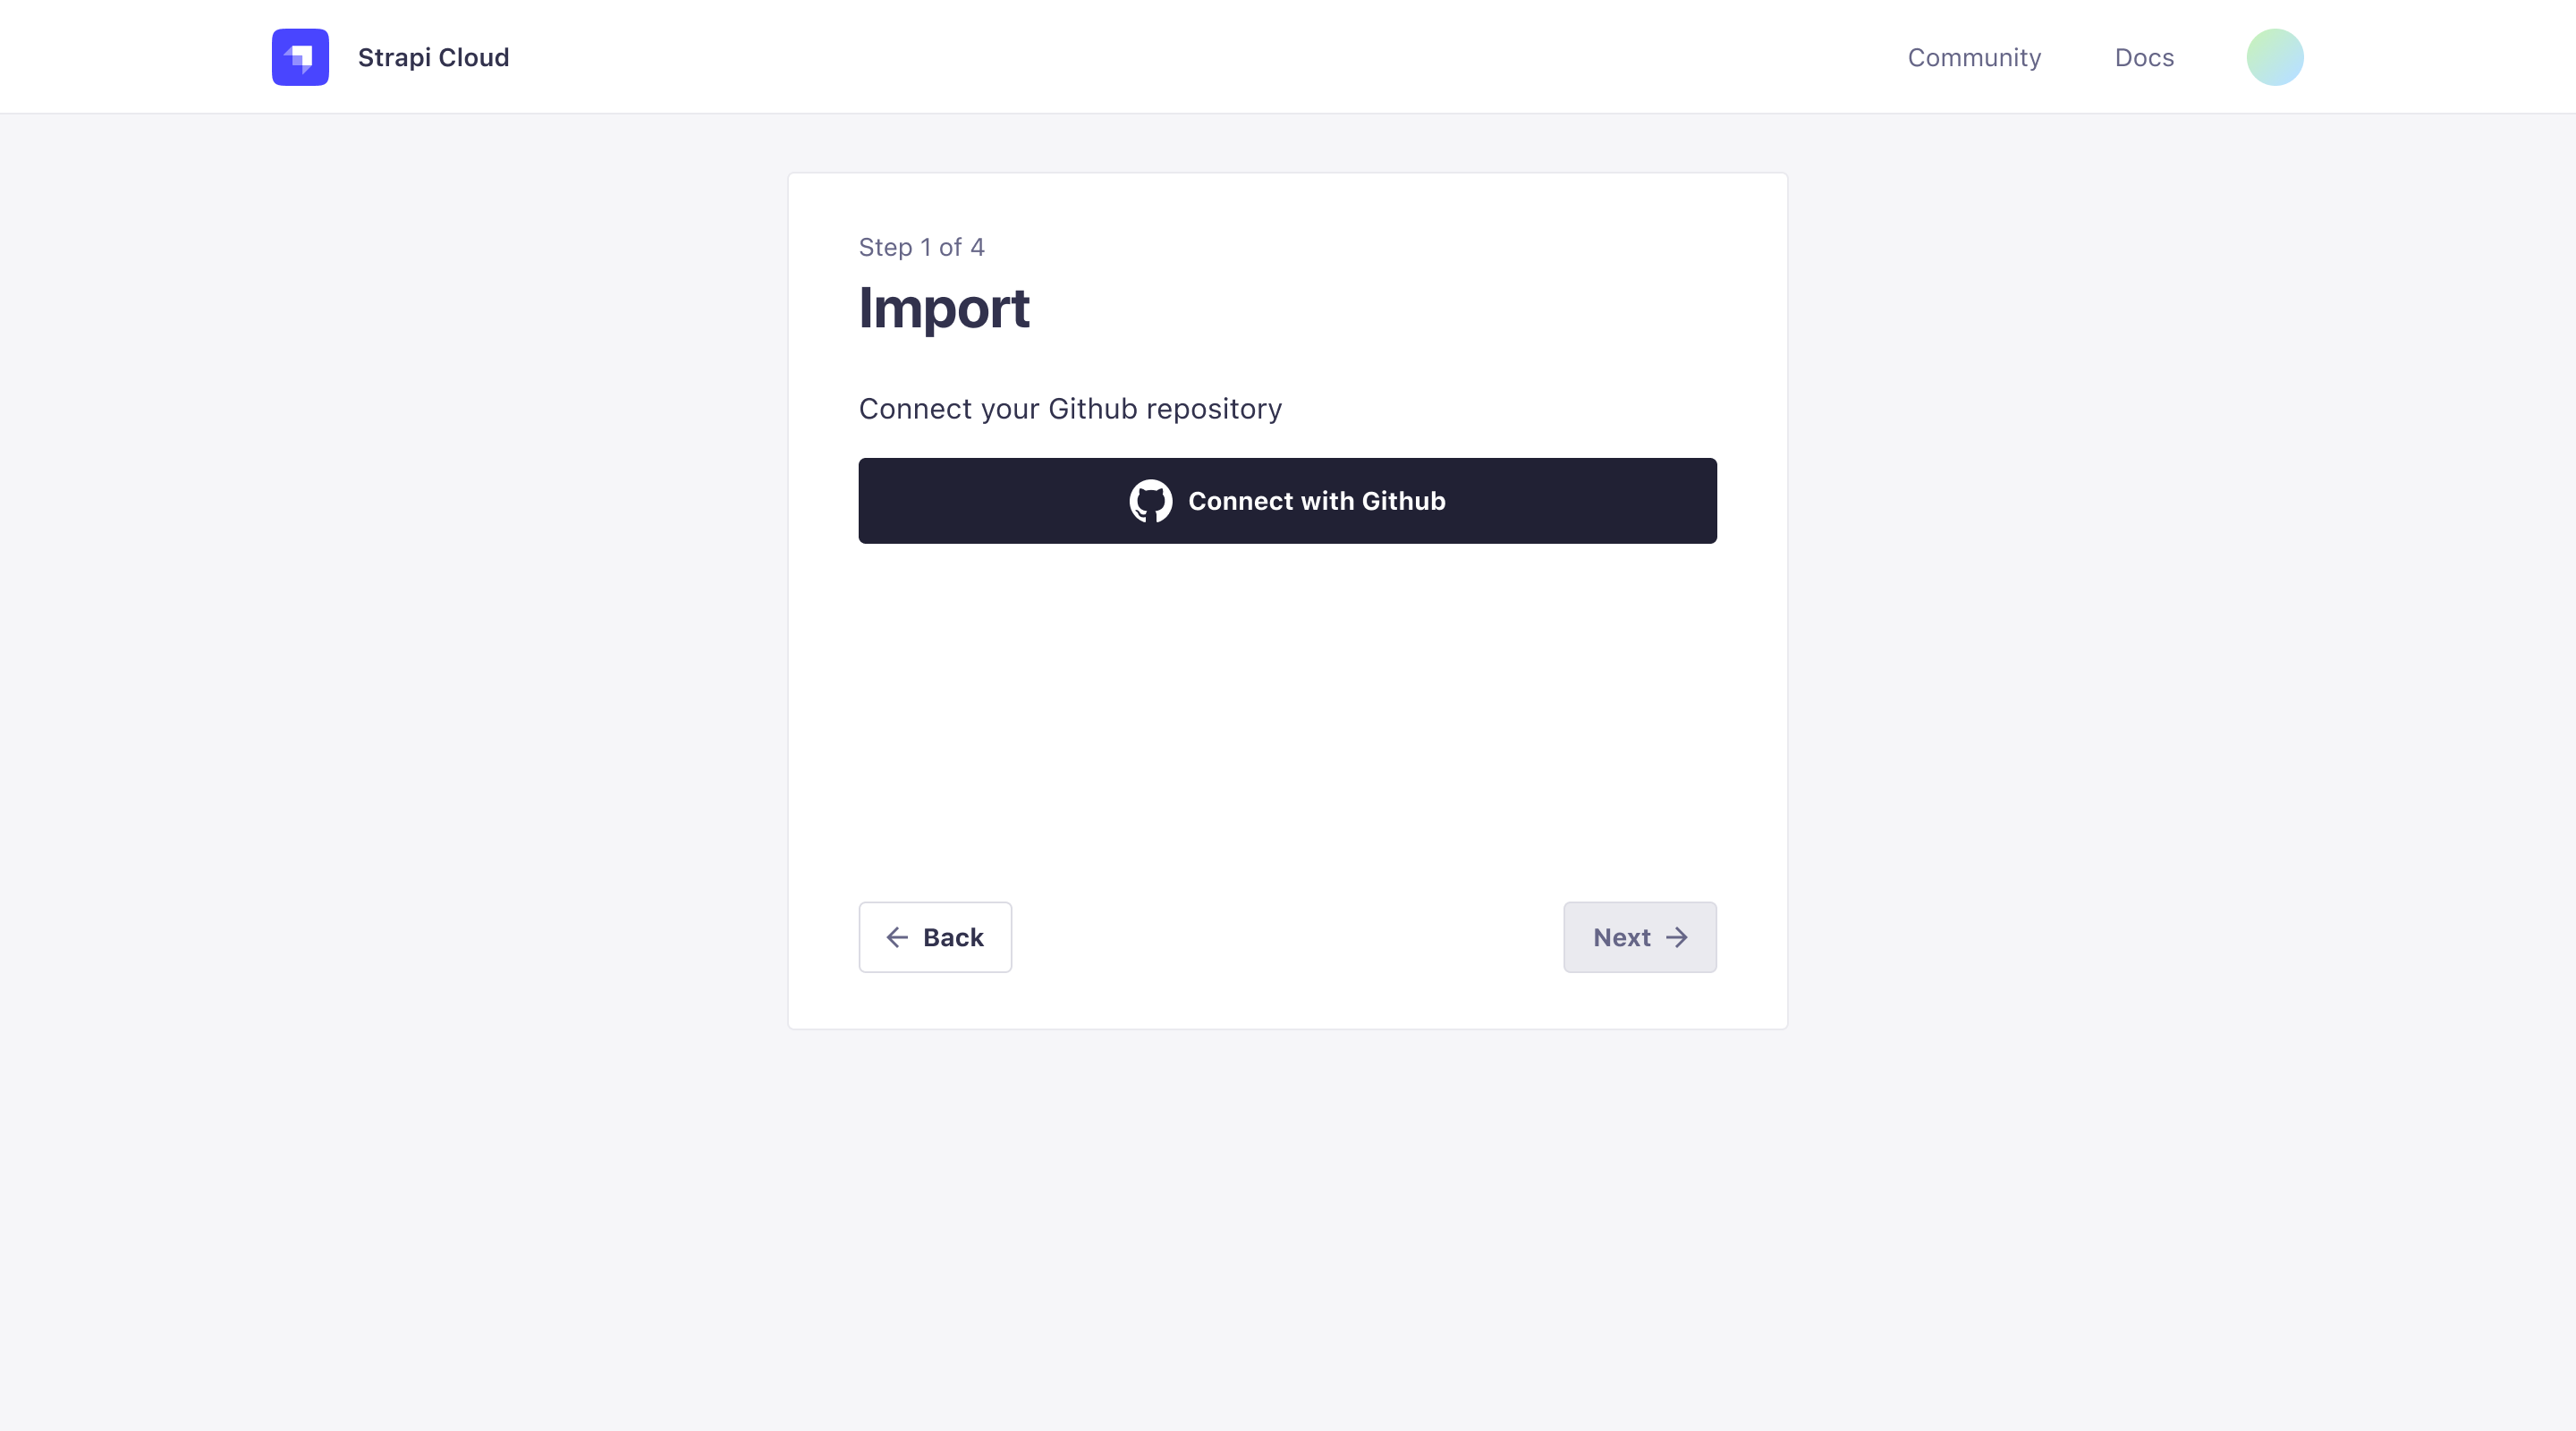 Strapi Cloud
Community
Docs
Step 1 of 4
Import
Connect your Github repository
Connect with Github
Back
Next